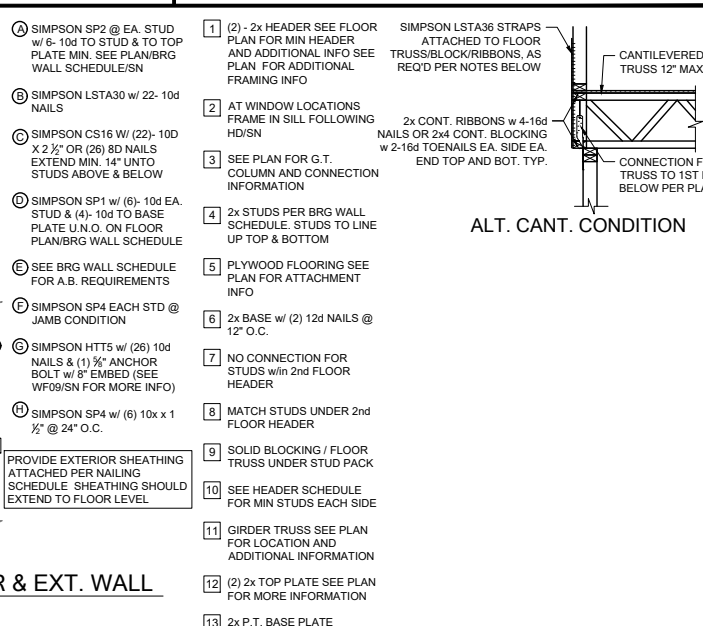 A SIMPSON SP2 @ EA. STUD
w/ 6- 10d TO STUD & TO TOP
PLATE MIN. SEE PLAN/BRG
WALL SCHEDULE/SN
B SIMPSON LSTA30 w/ 22- 10d
NAILS
C SIMPSON CS16 W/ (22)- 10D
X 2 ½" OR (26) 8D NAILS
EXTEND MIN. 14" UNTO
STUDS ABOVE & BELOW
D SIMPSON SP1 w/ (6)- 10d EA.
STUD & (4)- 10d TO BASE
PLATE U.N.O. ON FLOOR
PLAN/BRG WALL SCHEDULE
E SEE BRG WALL SCHEDULE
FOR A.B. REQUIREMENTS
F SIMPSON SP4 EACH STD @
JAMB CONDITION
G SIMPSON HTT5 w/ (26) 10d
NAILS & (1) ⅝" ANCHOR
BOLT w/ 8" EMBED (SEE
WF09/SN FOR MORE INFO)
H SIMPSON SP4 w/ (6) 10x x 1
½" @ 24" O.C.
PROVIDE EXTERIOR SHEATHING
ATTACHED PER NAILING
SCHEDULE SHEATHING SHOULD
EXTEND TO FLOOR LEVEL
R & EXT. WALL
1 (2) - 2x HEADER SEE FLOOR
PLAN FOR MIN HEADER
AND ADDITIONAL INFO SEE
PLAN FOR ADDITIONAL
FRAMING INFO
2 AT WINDOW LOCATIONS
FRAME IN SILL FOLLOWING
HD/SN
3 SEE PLAN FOR G.T.
COLUMN AND CONNECTION
INFORMATION
4 2x STUDS PER BRG WALL
SCHEDULE. STUDS TO LINE
UP TOP & BOTTOM
5 PLYWOOD FLOORING SEE
PLAN FOR ATTACHMENT
INFO
6 2x BASE w/ (2) 12d NAILS @
12" O.C.
7 NO CONNECTION FOR
STUDS w/in 2nd FLOOR
HEADER
8 MATCH STUDS UNDER 2nd
FLOOR HEADER
9 SOLID BLOCKING / FLOOR
TRUSS UNDER STUD PACK
10 SEE HEADER SCHEDULE
FOR MIN STUDS EACH SIDE
11 GIRDER TRUSS SEE PLAN
FOR LOCATION AND
ADDITIONAL INFORMATION
12 (2) 2x TOP PLATE SEE PLAN
FOR MORE INFORMATION
13 2x P.T. BASE PLATE
SIMPSON LSTA36 STRAPS
ATTACHED TO FLOOR
TRUSS/BLOCK/RIBBONS, AS
REQ'D PER NOTES BELOW
2x CONT. RIBBONS w 4-16d
NAILS OR 2x4 CONT. BLOCKING
w 2-16d TOENAILS EA. SIDE EA.
END TOP AND BOT. TYP.
CANTILEVERED
TRUSS 12" MAX
CONNECTION F
TRUSS TO 1ST
BELOW PER PLA
ALT. CANT. CONDITION